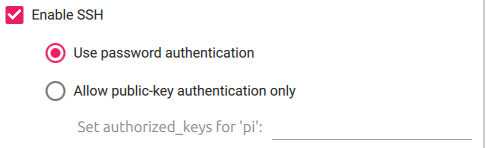 Enable SSH
Use password authentication
Allow public-key authentication only
Set authorized_keys for 'pi':